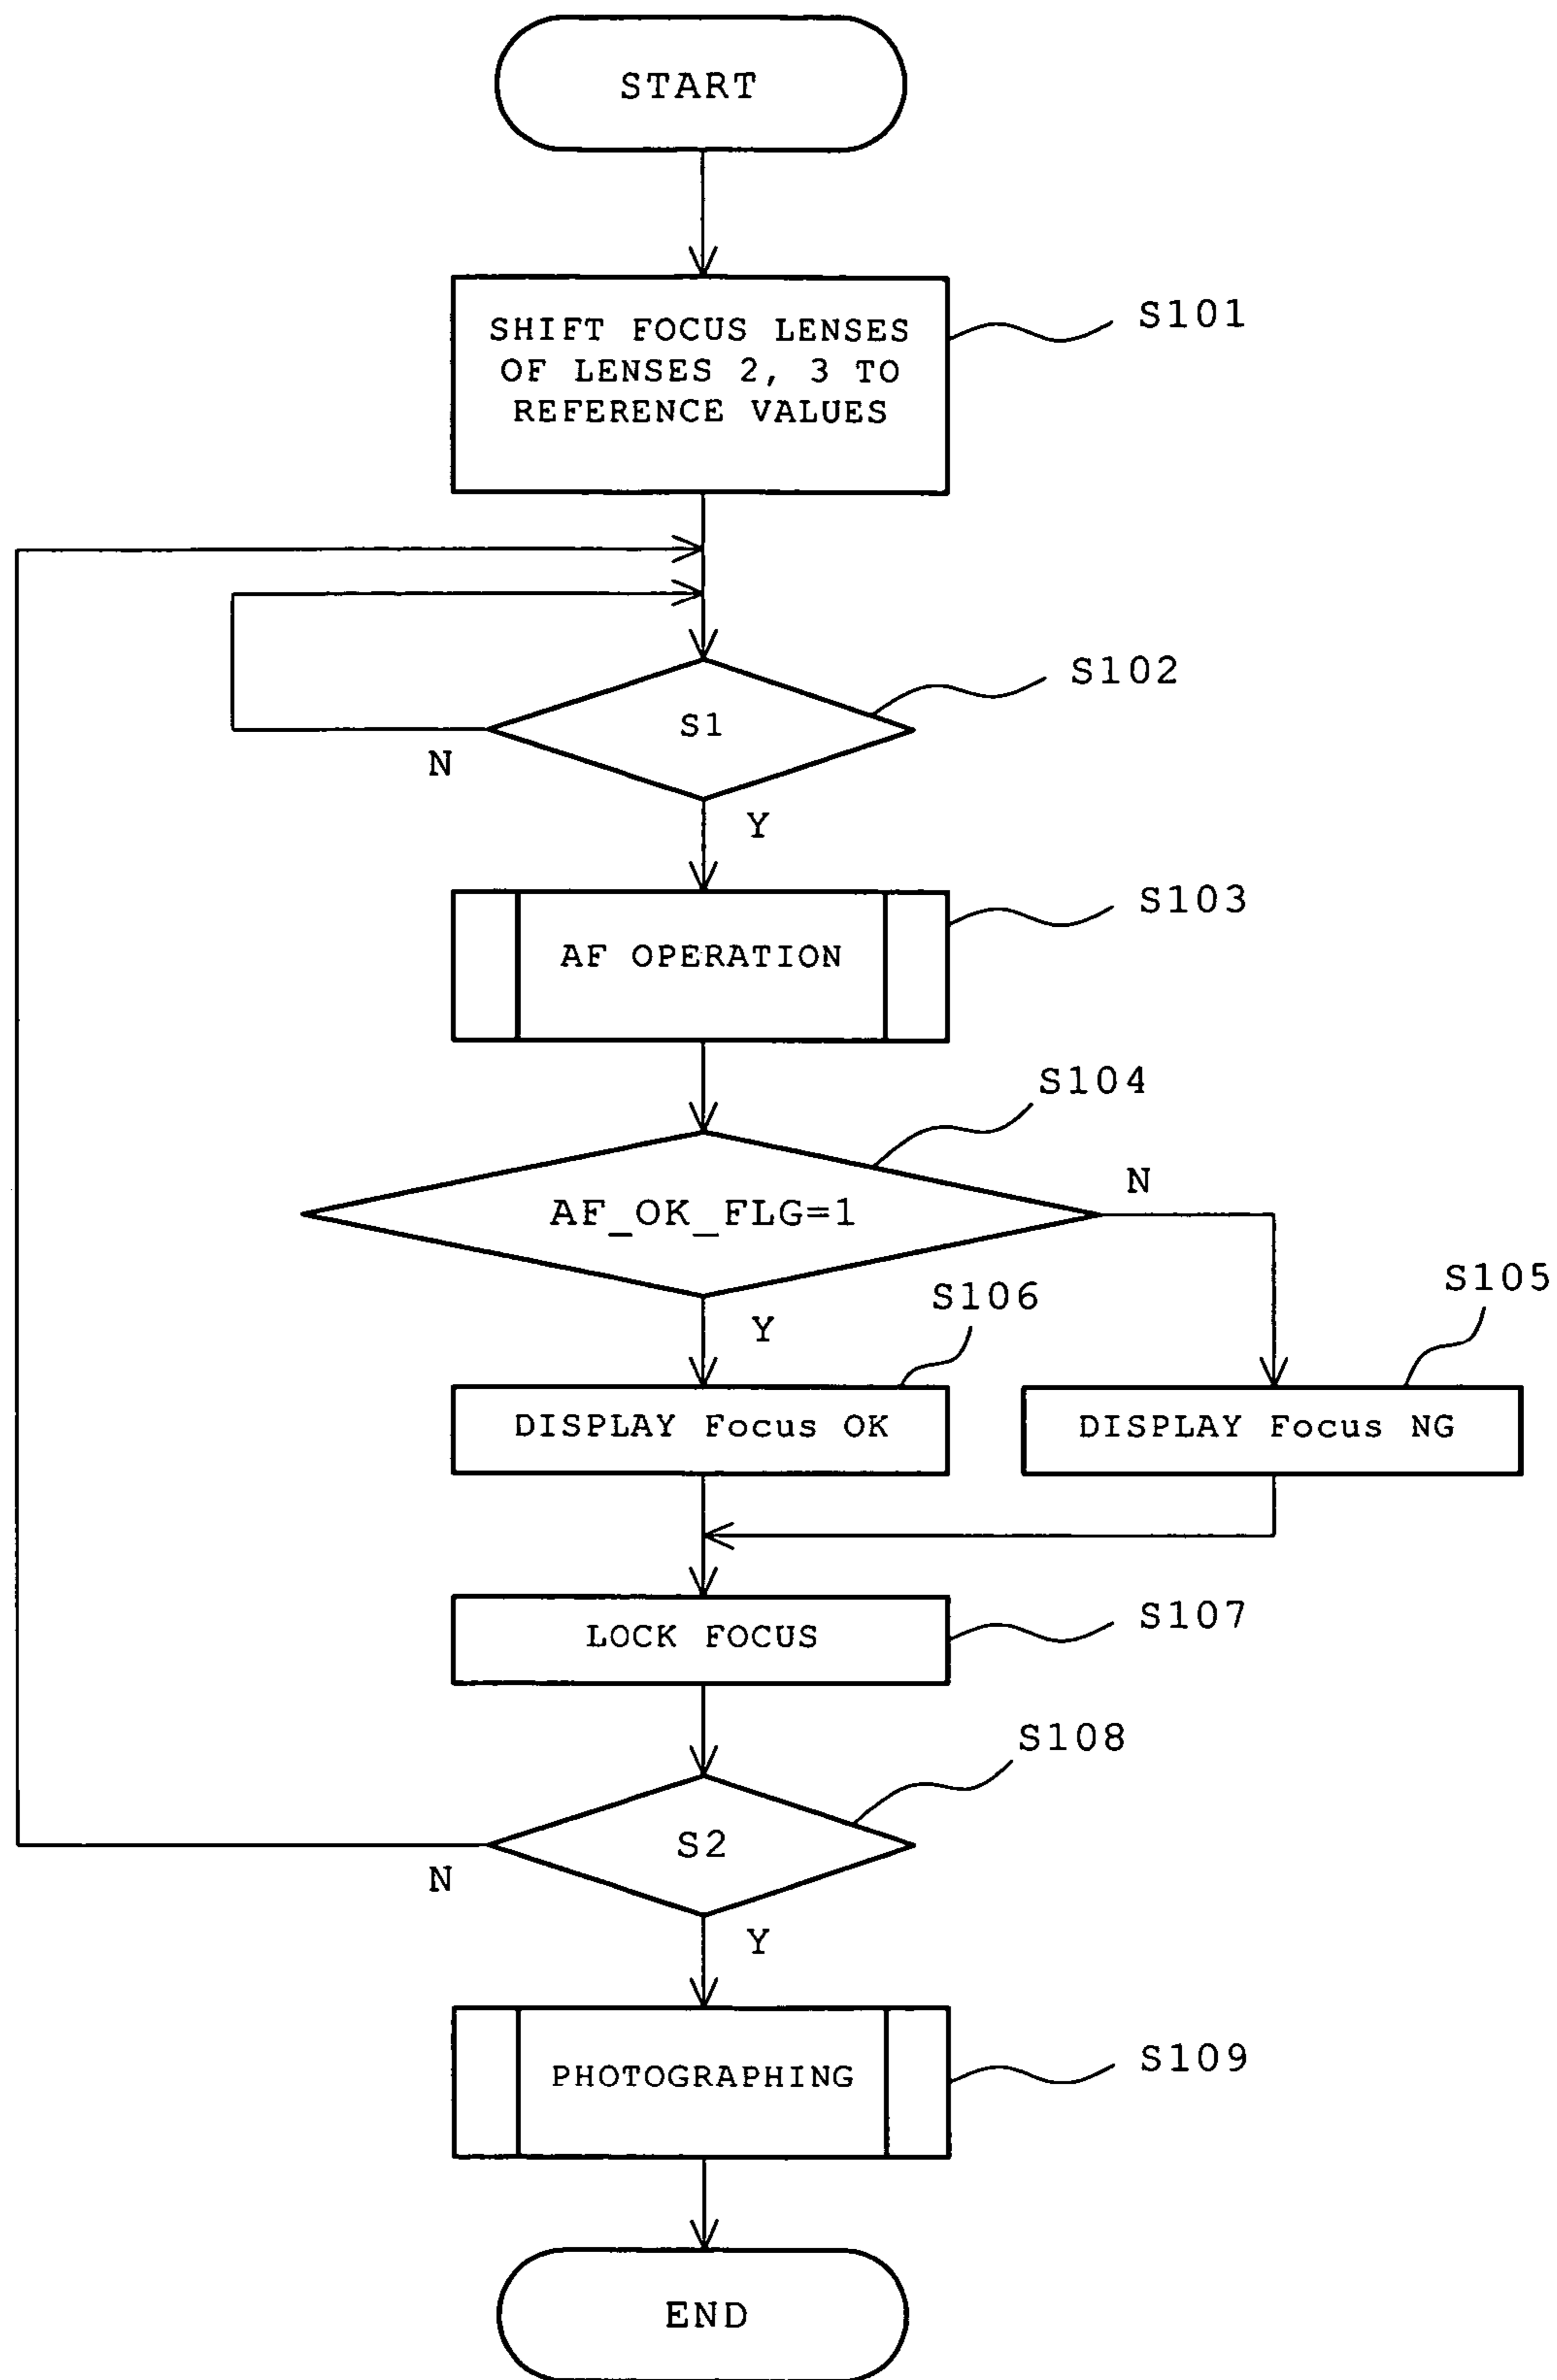 START
SHIFT FOCUS LENSES
OF LENSES 2, 3 TO
REFERENCE VALUES
S101
S102
S1
N
Y
S103
AF OPERATION
S104
AF_OK_FLG=1
N
S105
S106
Y
DISPLAY Focus OK
DISPLAY Focus NG
LOCK FOCUS
S107
S108
S2
N
Y
PHOTOGRAPHING
S109
END